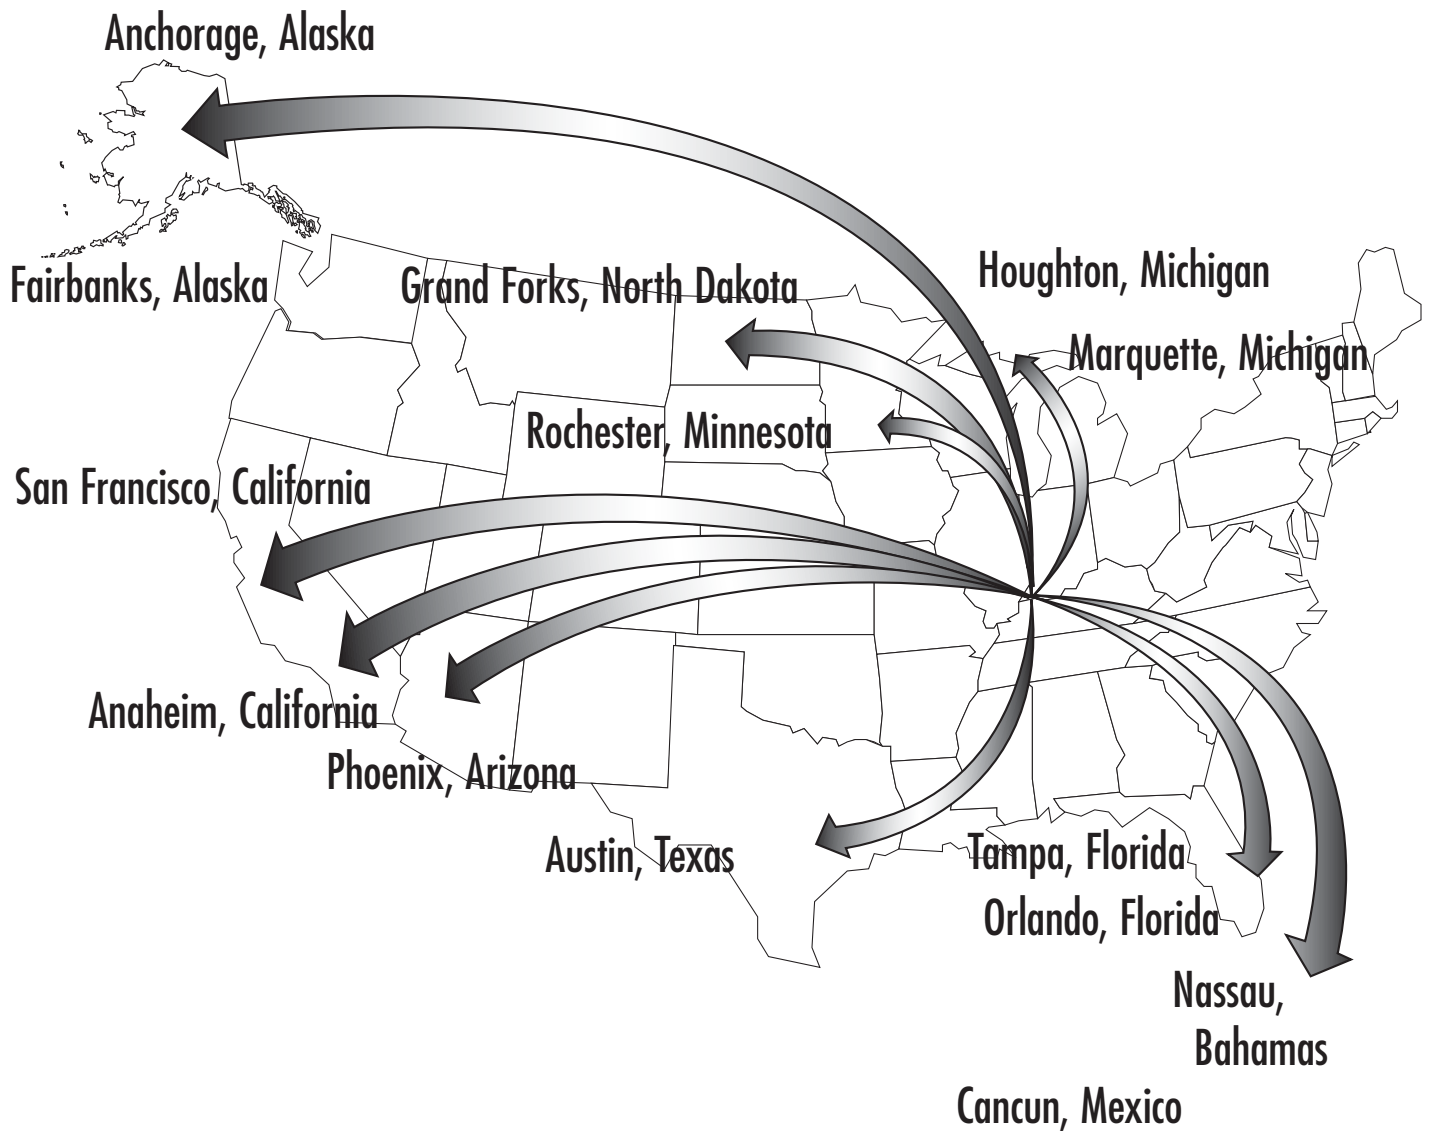 Anchorage, Alaska
Fairbanks, Alaska
Grand Forks, North Dakota
Houghton, Michigan
Marquette, Michigan
Rochester, Minnesota
San Francisco, California
Anaheim, California
Phoenix, Arizona
Austin, Texas
Tampa, Florida
Orlando, Florida
Nassau,
Bahamas
Cancun, Mexico